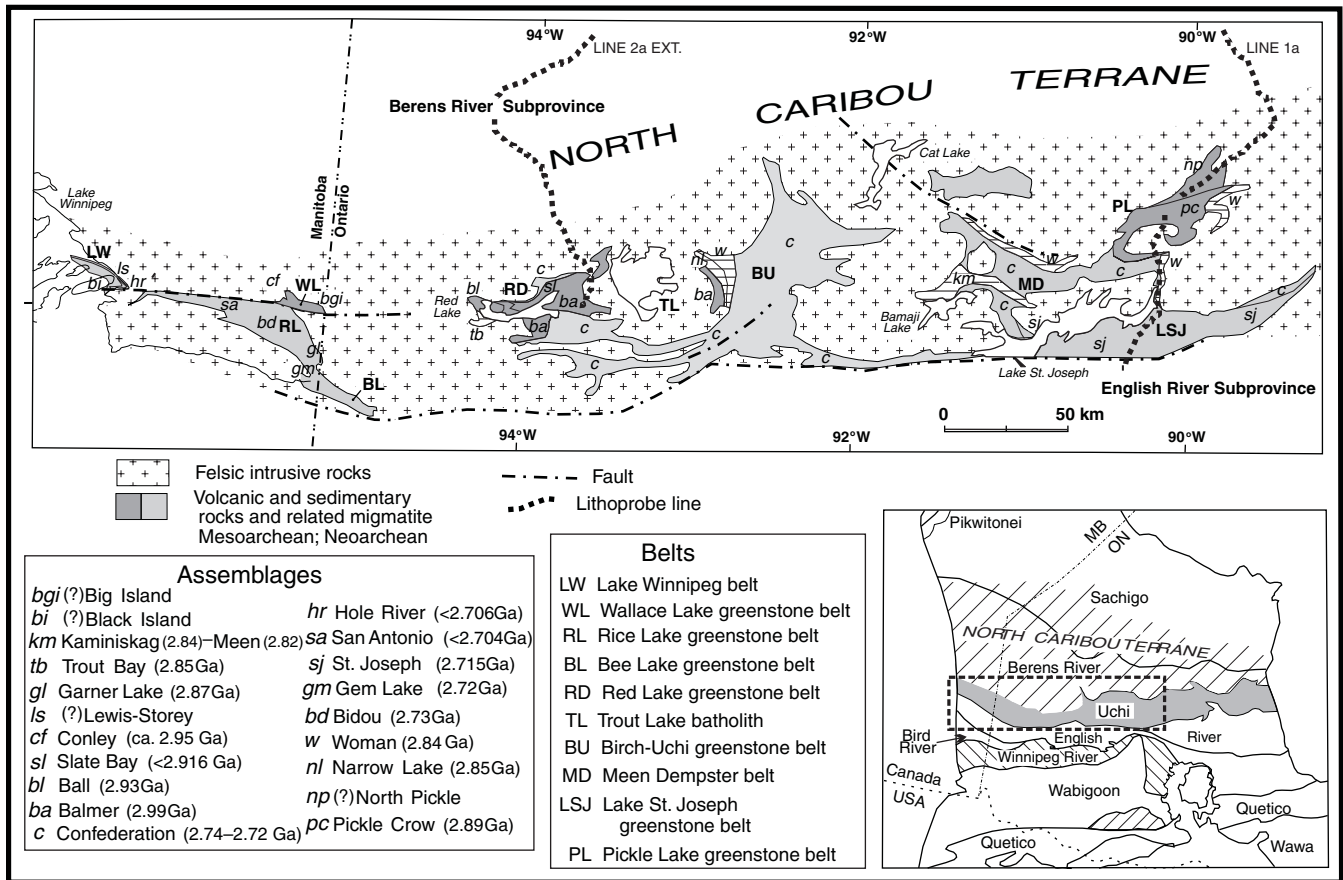 94°W
92°W
90°W
LINE 2a EXT.
LINE 1a
Berens River Subprovince
NORTH CARIBOU TERRANE
Cat Lake
Lake
Winnipeg
Manitoba
Ontario
LW
ls
bi
hr
cf
WL
bgi
sa
bd
RL
gl
gm
BL
bl
Red
Lake
tb
RD
c
sl
ba
ba
c
c
TL
nl
w
ba
BU
c
c
c
km
c
w
MD
c
Bamaji
Lake
c
sj
Lake St. Joseph
np
PL
pc
w
w
sj
LSJ
sj
c
English River Subprovince
0 50 km
94°W
92°W
90°W
Felsic intrusive rocks
Volcanic and sedimentary
rocks and related migmatite
Mesoarchean; Neoarchean
Fault
Lithoprobe line
Assemblages
bgi (?)Big Island
bi (?)Black Island
km Kaminiskag (2.84)–Meen (2.82)
tb Trout Bay (2.85Ga)
gl Garner Lake (2.87Ga)
ls (?)Lewis-Storey
cf Conley (ca. 2.95 Ga)
sl Slate Bay (<2.916 Ga)
bl Ball (2.93Ga)
ba Balmer (2.99Ga)
c Confederation (2.74–2.72 Ga)
hr Hole River (<2.706Ga)
sa San Antonio (<2.704Ga)
sj St. Joseph (2.715Ga)
gm Gem Lake (2.72Ga)
bd Bidou (2.73Ga)
w Woman (2.84 Ga)
nl Narrow Lake (2.85Ga)
np (?)North Pickle
pc Pickle Crow (2.89Ga)
Belts
LW Lake Winnipeg belt
WL Wallace Lake greenstone belt
RL Rice Lake greenstone belt
BL Bee Lake greenstone belt
RD Red Lake greenstone belt
TL Trout Lake batholith
BU Birch-Uchi greenstone belt
MD Meen Dempster belt
LSJ Lake St. Joseph
greenstone belt
PL Pickle Lake greenstone belt
Pikwitonei
MB
ON
Sachigo
NORTH CARIBOU TERRANE
Berens River
Uchi
Bird
River
English River
Winnipeg River
Canada
USA
Wabigoon
Quetico
Quetico
Wawa